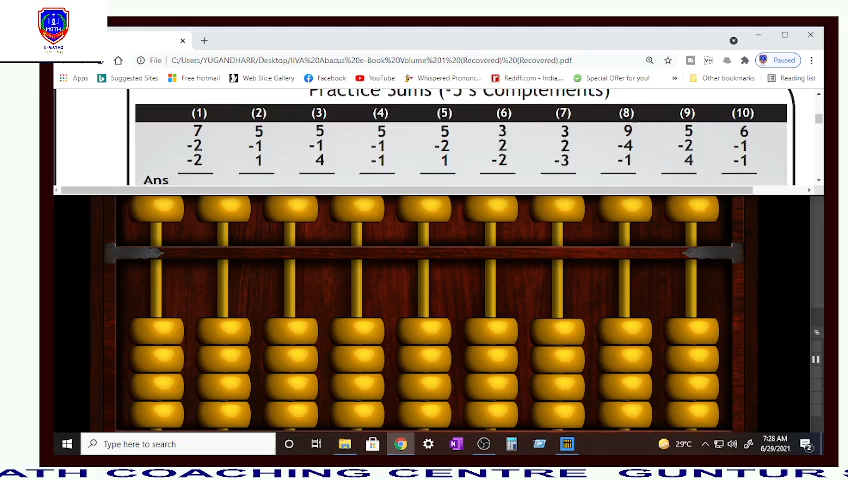 MATH
File C:/Users/YUGANDHARR/Desktop/IIVA%20Abacus%20e-Book%20Volume%201%20(Recovered)%20(Recovered).pdf Paused
Apps Suggested Sites Free Hotmail Web Slice Gallery Facebook YouTube Whispered Pronunc... Rediff.com - India,... Special Offer for you! » Other bookmarks Reading list
Practice Sums (-5's Complements)
(1) (2) (3) (4) (5) (6) (7) (8) (9) (10)
7 5 5 5 5 3 3 9 5 6
-2 -1 -1 -1 -2 2 2 -4 -2 -1
-2 1 4 -1 1 -2 -3 -1 4 -1
Ans
Type here to search 29°C 7:28 AM
6/29/2021
ATH COACHING CENTRE GUNTUR